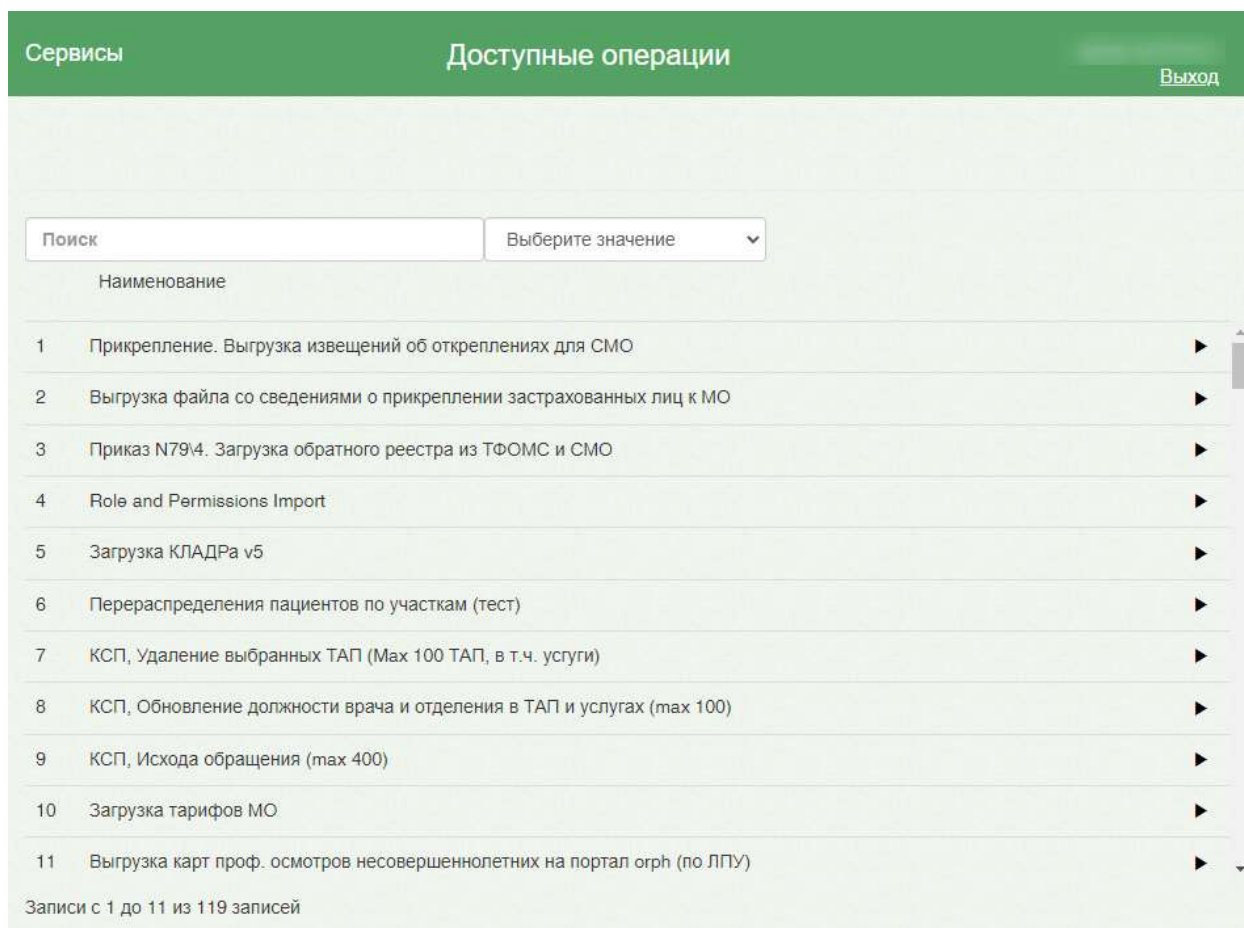 Сервисы
Доступные операции
Выход
Поиск
Выберите значение
Наименование
1 Прикрепление. Выгрузка извещений об откреплениях для СМО
2 Выгрузка файла со сведениями о прикреплении застрахованных лиц к МО
3 Приказ N79\4. Загрузка обратного реестра из ТФОМС и СМО
4 Role and Permissions Import
5 Загрузка КЛАДРа v5
6 Перераспределения пациентов по участкам (тест)
7 КСП, Удаление выбранных ТАП (Max 100 ТАП, в т.ч. усгуги)
8 КСП, Обновление должности врача и отделения в ТАП и услугах (max 100)
9 КСП, Исхода обращения (max 400)
10 Загрузка тарифов МО
11 Выгрузка карт проф. осмотров несовершеннолетних на портал orph (по ЛПУ)
Записи с 1 до 11 из 119 записей